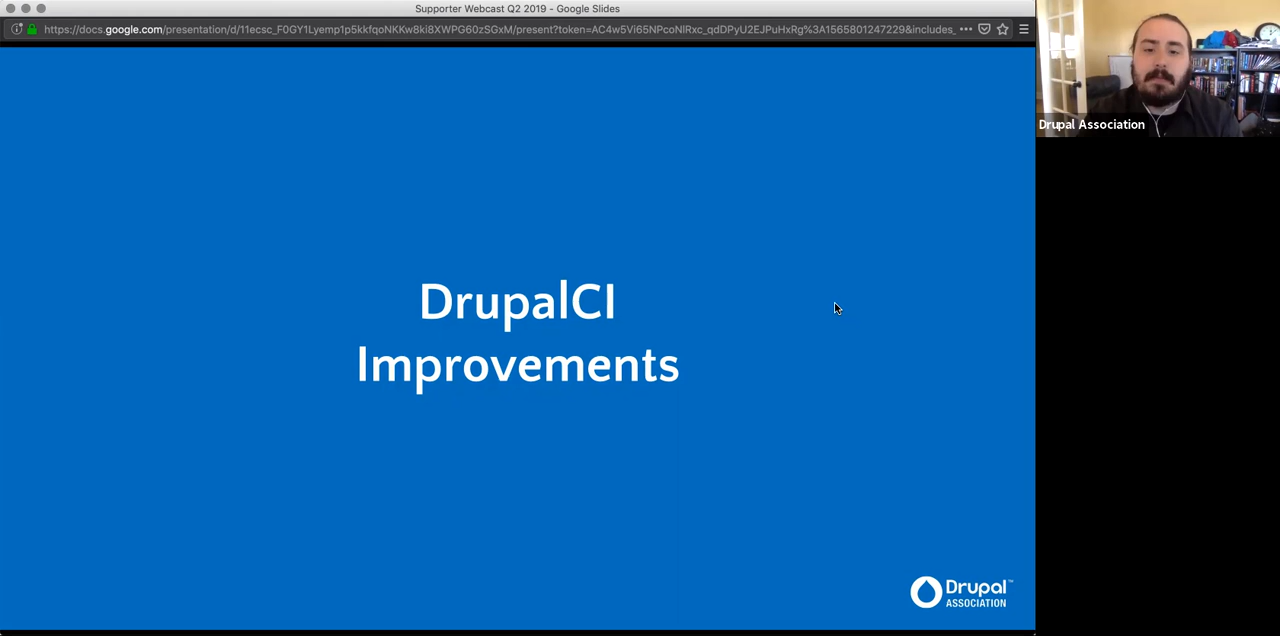 Supporter Webcast Q2 2019 - Google Slides
https://docs.google.com/presentation/d/11ecsc_F0GY1Lyemp1p5kkfqoNKKw8ki8XWPG60zSGxM/present?token=AC4w5Vi65NPcoNlRxc_qdDPyU2EJPuHxRg%3A1565801247229&includes_
Drupal Association
DrupalCI
Improvements
Drupal™
ASSOCIATION